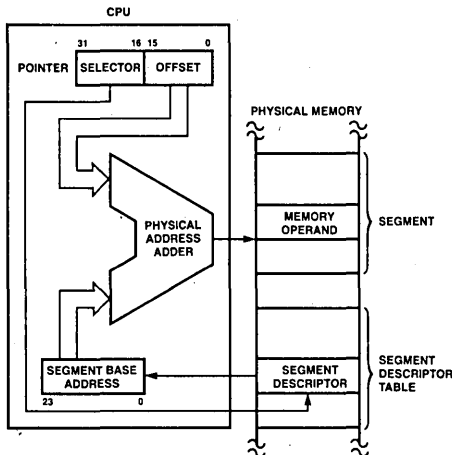 CPU
31 16 15 0
POINTER SELECTOR OFFSET
PHYSICAL MEMORY
PHYSICAL
ADDRESS
ADDER
MEMORY
OPERAND
SEGMENT
SEGMENT BASE
ADDRESS
23 0
SEGMENT
DESCRIPTOR
SEGMENT
DESCRIPTOR
TABLE